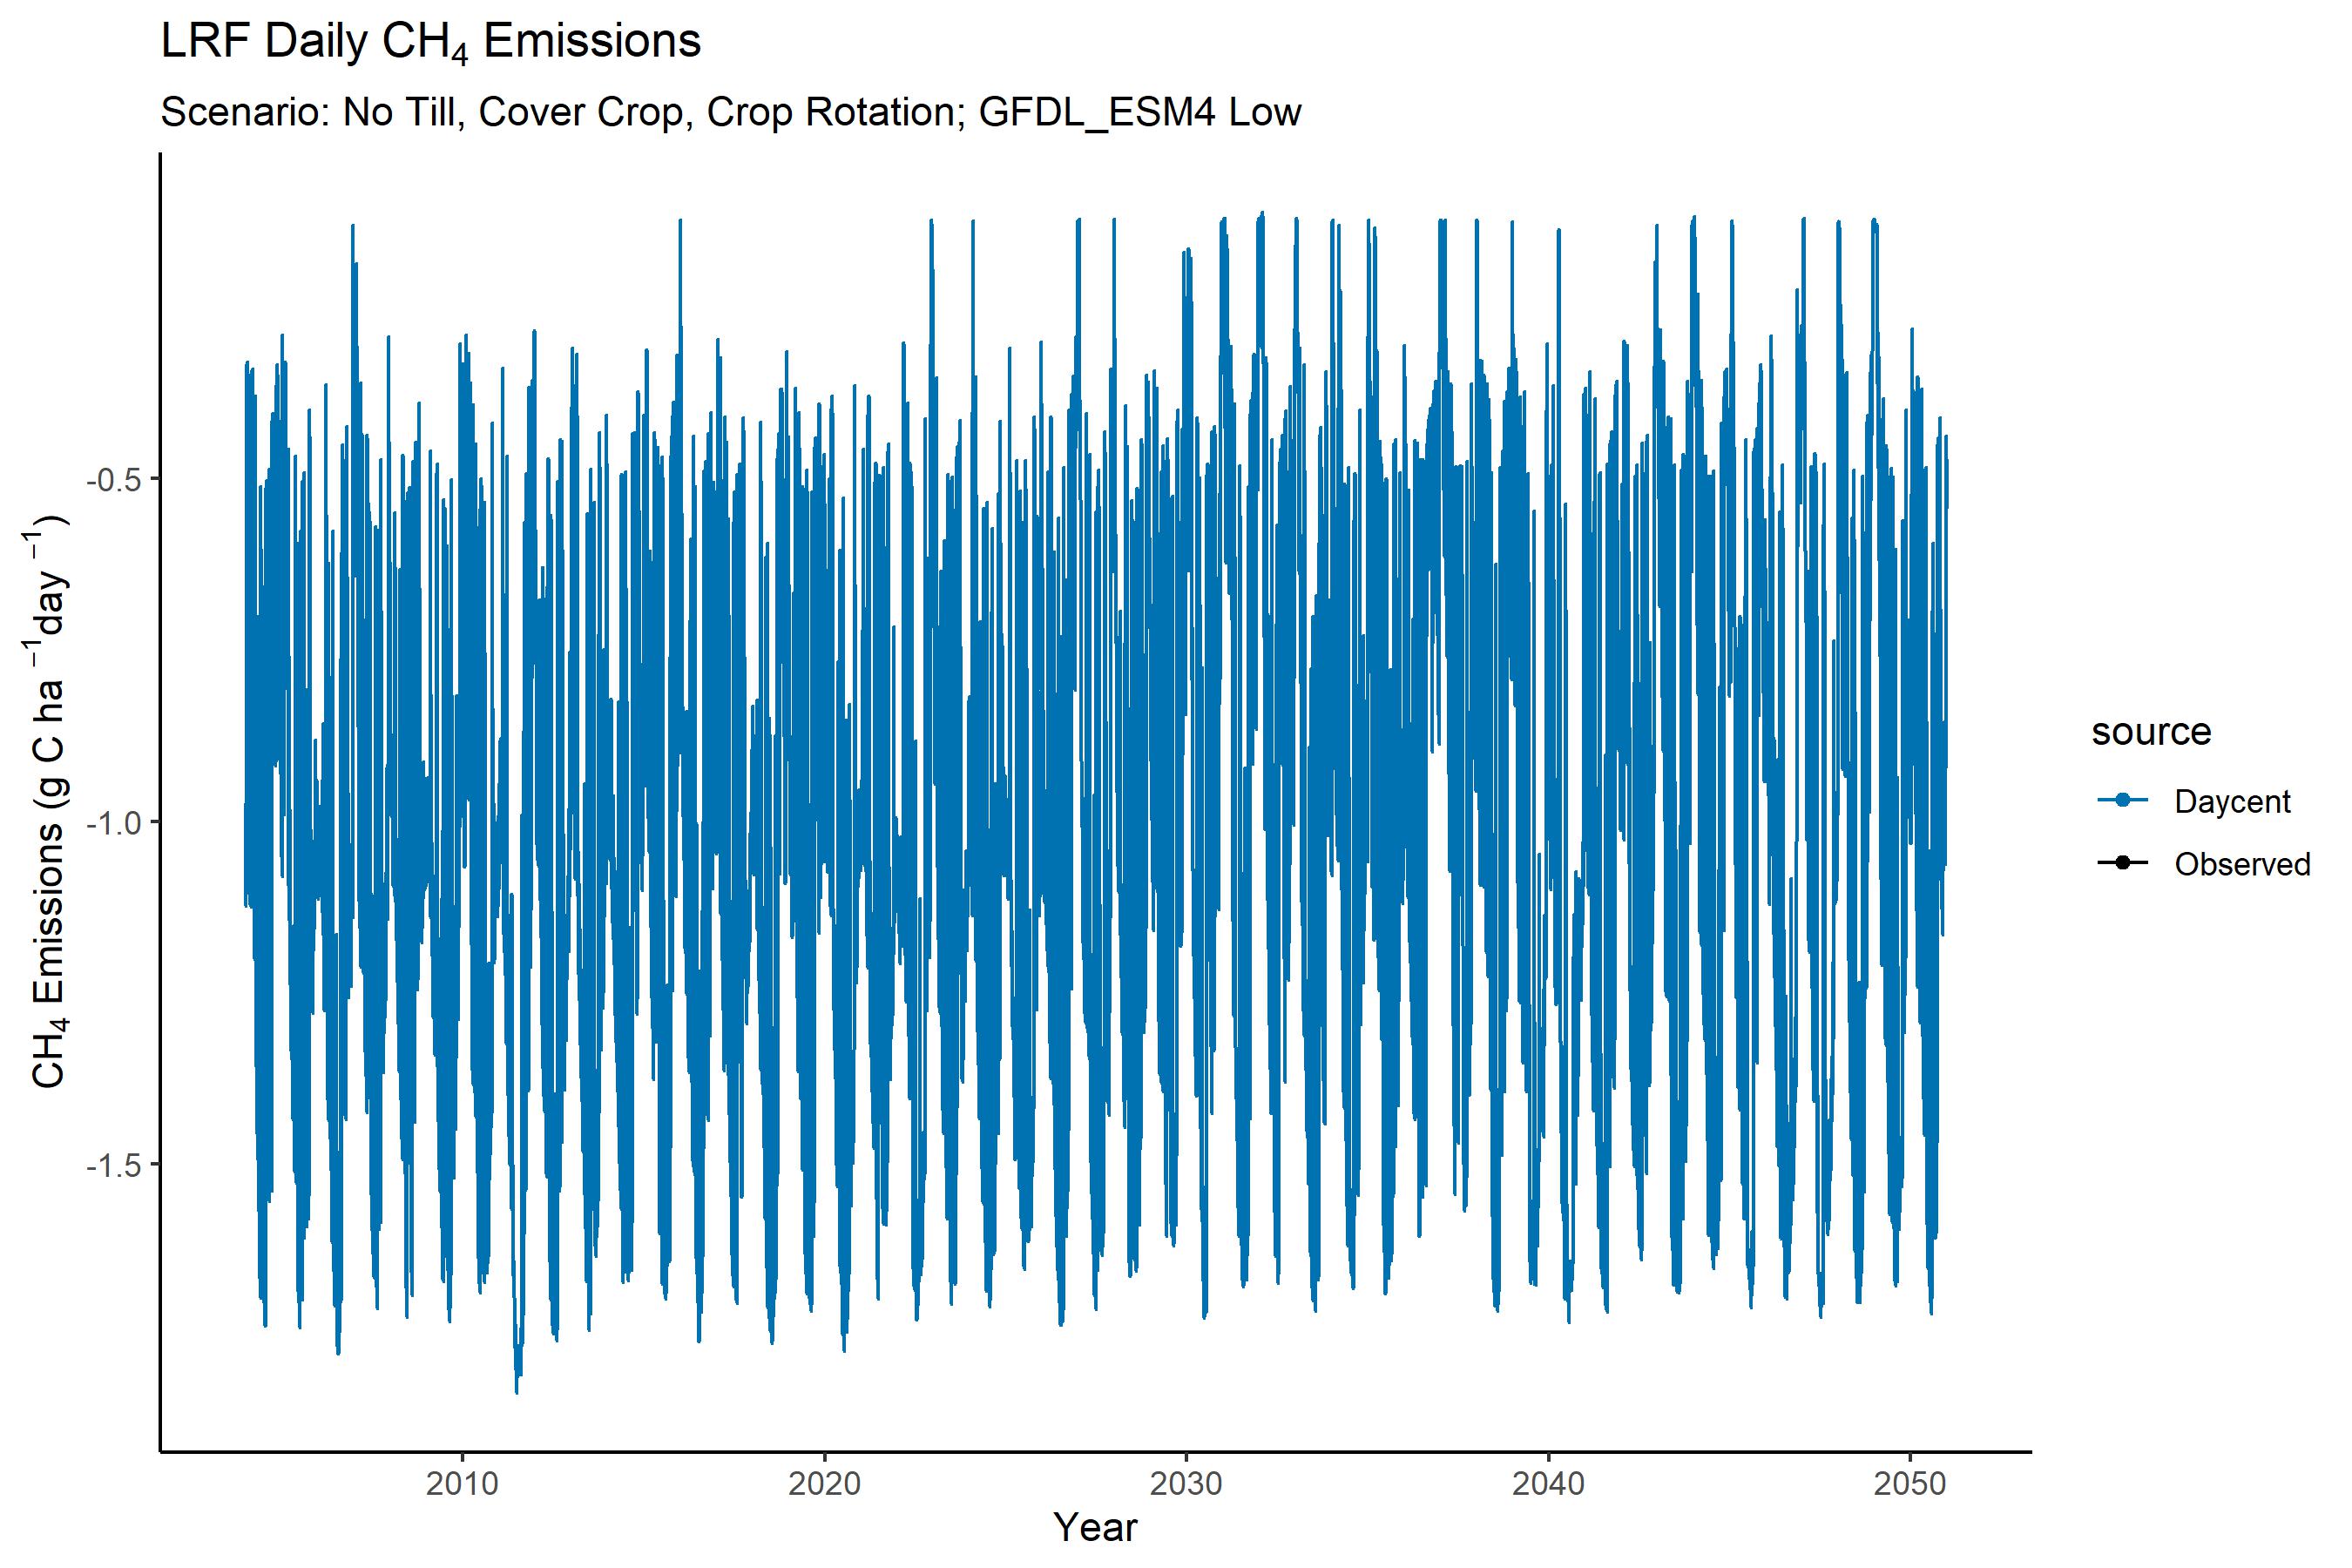 LRF Daily CH₄ Emissions
Scenario: No Till, Cover Crop, Crop Rotation; GFDL_ESM4 Low
CH₄ Emissions (g C ha ⁻¹day ⁻¹)
-0.5
-1.0
-1.5
2010 2020 2030 2040 2050
Year
source
Daycent
Observed